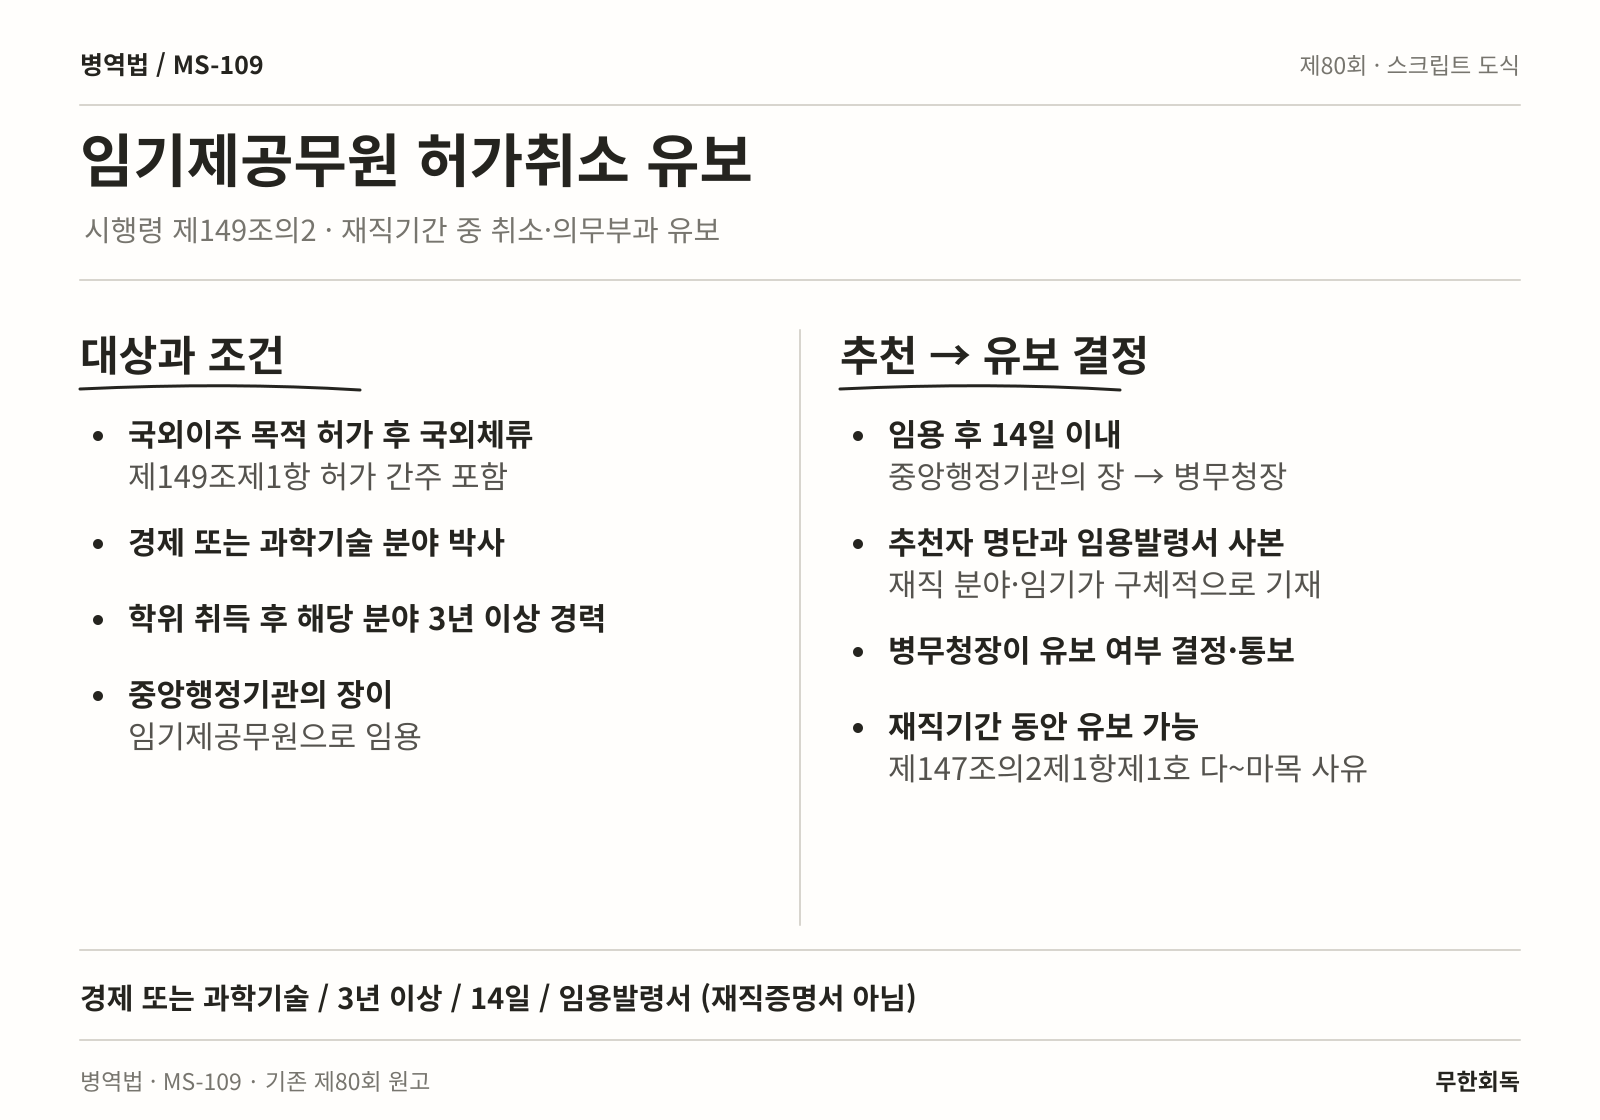 병역법 / MS-109
제80회 · 스크립트 도식
임기제공무원 허가취소 유보
시행령 제149조의2 · 재직기간 중 취소·의무부과 유보
대상과 조건
• 국외이주 목적 허가 후 국외체류
제149조제1항 허가 간주 포함
• 경제 또는 과학기술 분야 박사
• 학위 취득 후 해당 분야 3년 이상 경력
• 중앙행정기관의 장이
임기제공무원으로 임용
추천 → 유보 결정
• 임용 후 14일 이내
중앙행정기관의 장 → 병무청장
• 추천자 명단과 임용발령서 사본
재직 분야·임기가 구체적으로 기재
• 병무청장이 유보 여부 결정·통보
• 재직기간 동안 유보 가능
제147조의2제1항제1호 다~마목 사유
경제 또는 과학기술 / 3년 이상 / 14일 / 임용발령서 (재직증명서 아님)
병역법 · MS-109 · 기존 제80회 원고
무한회독